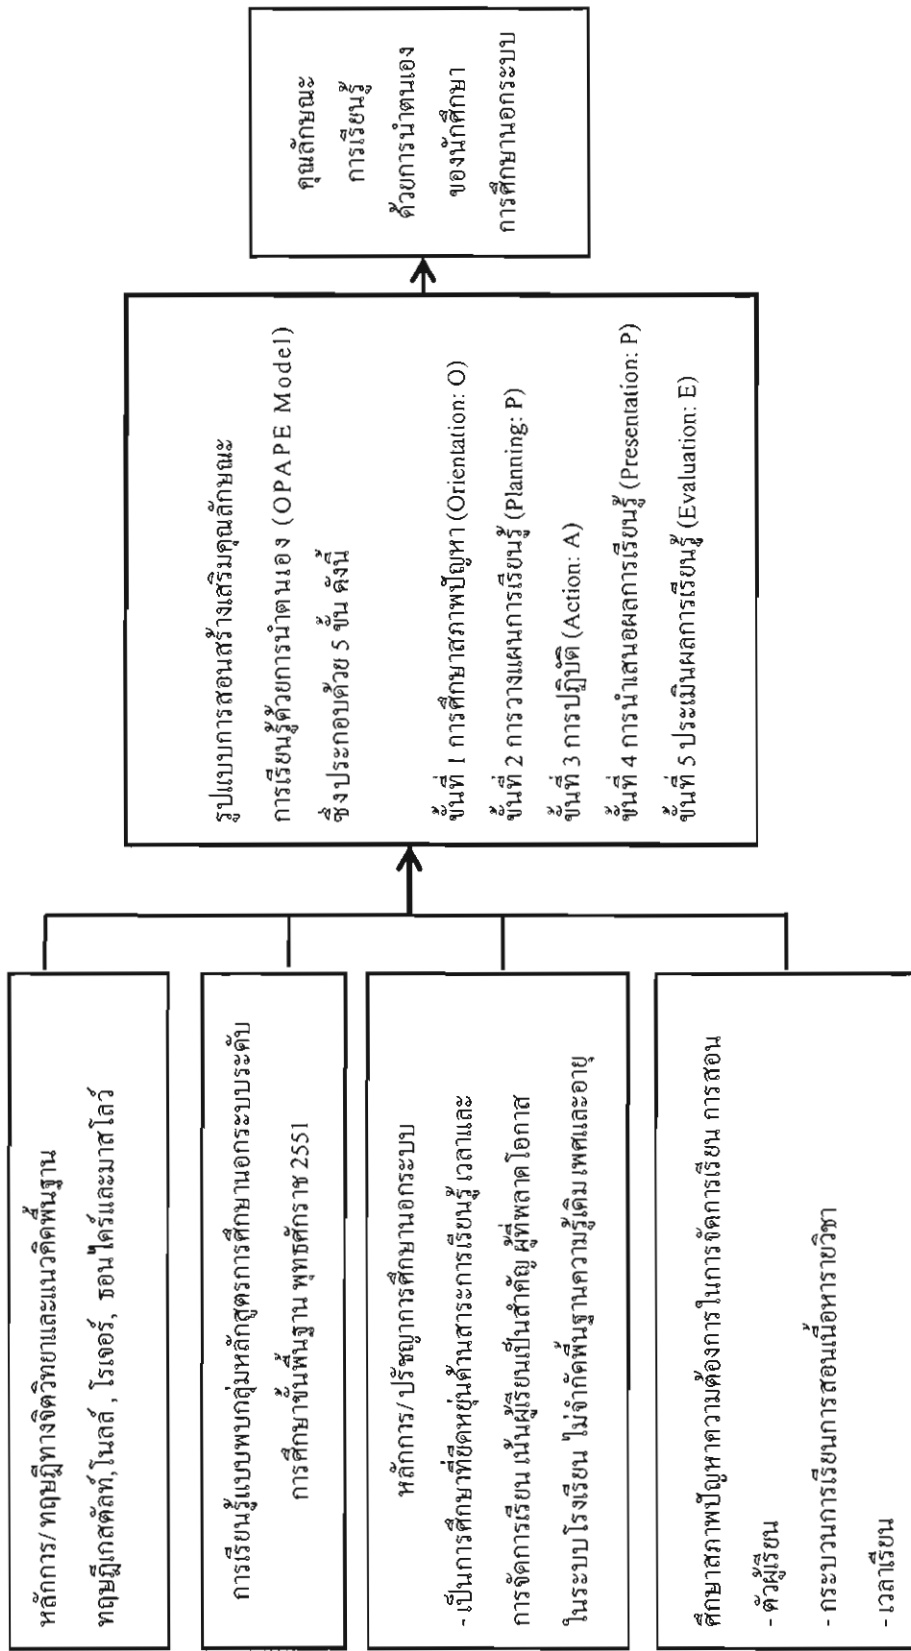 หลักการ/ ทฤษฎีทางจิตวิทยาและแนวคิดพื้นฐาน
ทฤษฎีเกสตัลท์,โนลส์ , โรเจอร์, ธอนไดค์และมาสโลว์
การเรียนรู้แบบพบกลุ่มหลักสูตรการศึกษานอกระบบระดับ
การศึกษาขั้นพื้นฐาน พุทธศักราช 2551
หลักการ/ ปรัชญาการศึกษานอกระบบ
- เป็นการศึกษาที่ยืดหยุ่นด้านสาระการเรียนรู้ เวลาและ
การจัดการเรียน เน้นผู้เรียนเป็นสำคัญ ผู้ที่พลาดโอกาส
ในระบบโรงเรียน ไม่จำกัดพื้นฐานความรู้เดิม เพศและอายุ
ศึกษาสภาพปัญหาความต้องการในการจัดการเรียน การสอน
- ตัวผู้เรียน
- กระบวนการเรียนการสอนเนื้อหารายวิชา
- เวลาเรียน
รูปแบบการสอนสร้างเสริมคุณลักษณะ
การเรียนรู้ด้วยการนำตนเอง (OPAPE Model)
ซึ่งประกอบด้วย 5 ขั้น ดังนี้
ขั้นที่ 1 การศึกษาสภาพปัญหา (Orientation: O)
ขั้นที่ 2 การวางแผนการเรียนรู้ (Planning: P)
ขั้นที่ 3 การปฏิบัติ (Action: A)
ขั้นที่ 4 การนำเสนอผลการเรียนรู้ (Presentation: P)
ขั้นที่ 5 ประเมินผลการเรียนรู้ (Evaluation: E)
คุณลักษณะ
การเรียนรู้
ด้วยการนำตนเอง
ของนักศึกษา
การศึกษานอกระบบ